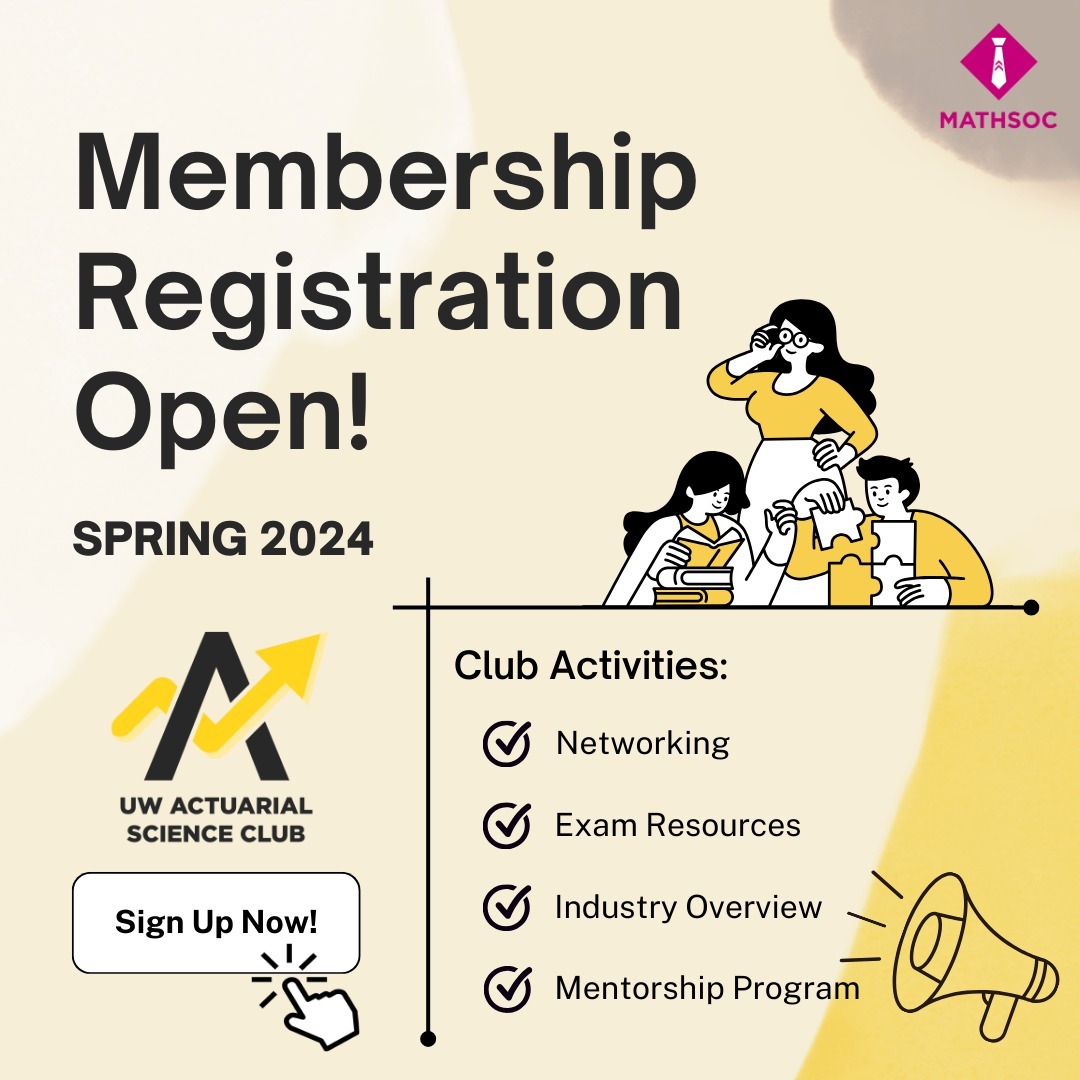 MATHSOC
Membership
Registration
Open!
SPRING 2024
UW ACTUARIAL
SCIENCE CLUB
Sign Up Now!
Club Activities:
Networking
Exam Resources
Industry Overview
Mentorship Program